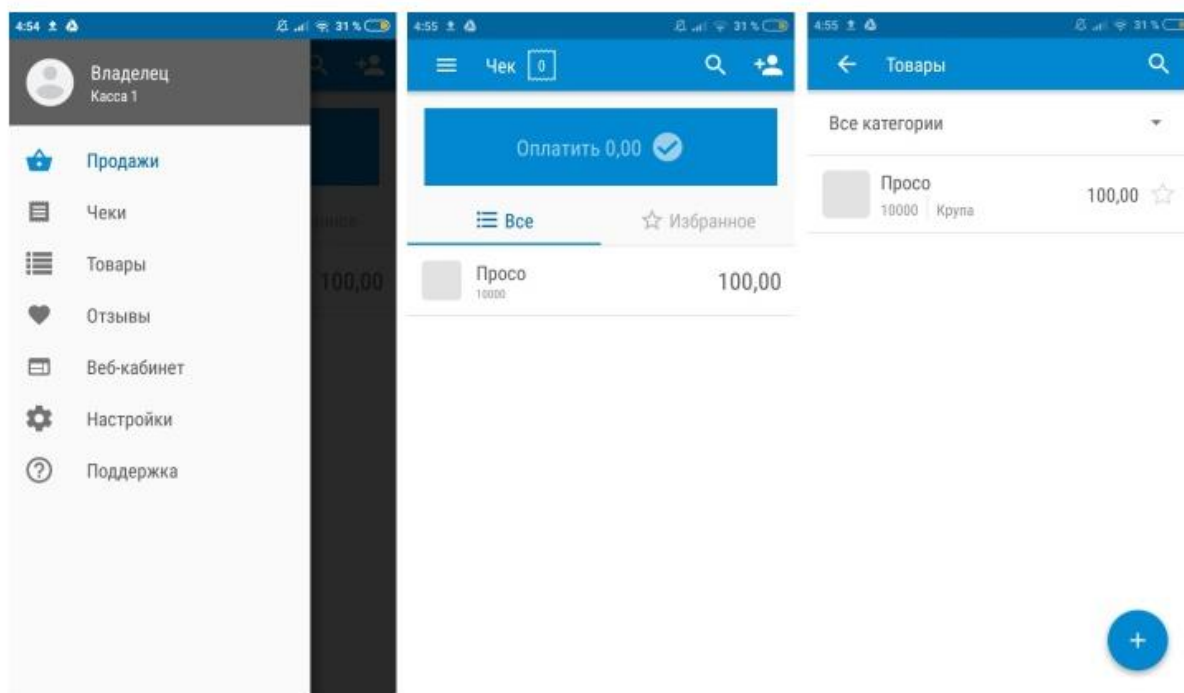 4:54
31 %
Владелец
Касса 1
Продажи
Чеки
Товары
Отзывы
Веб-кабинет
Настройки
Поддержка
100,00
4:55
31 %
Чек 0
Оплатить 0,00
Все
Избранное
Просо
100,00
10000
4:55
31 %
Товары
Все категории
Просо
100,00
10000 Крупа